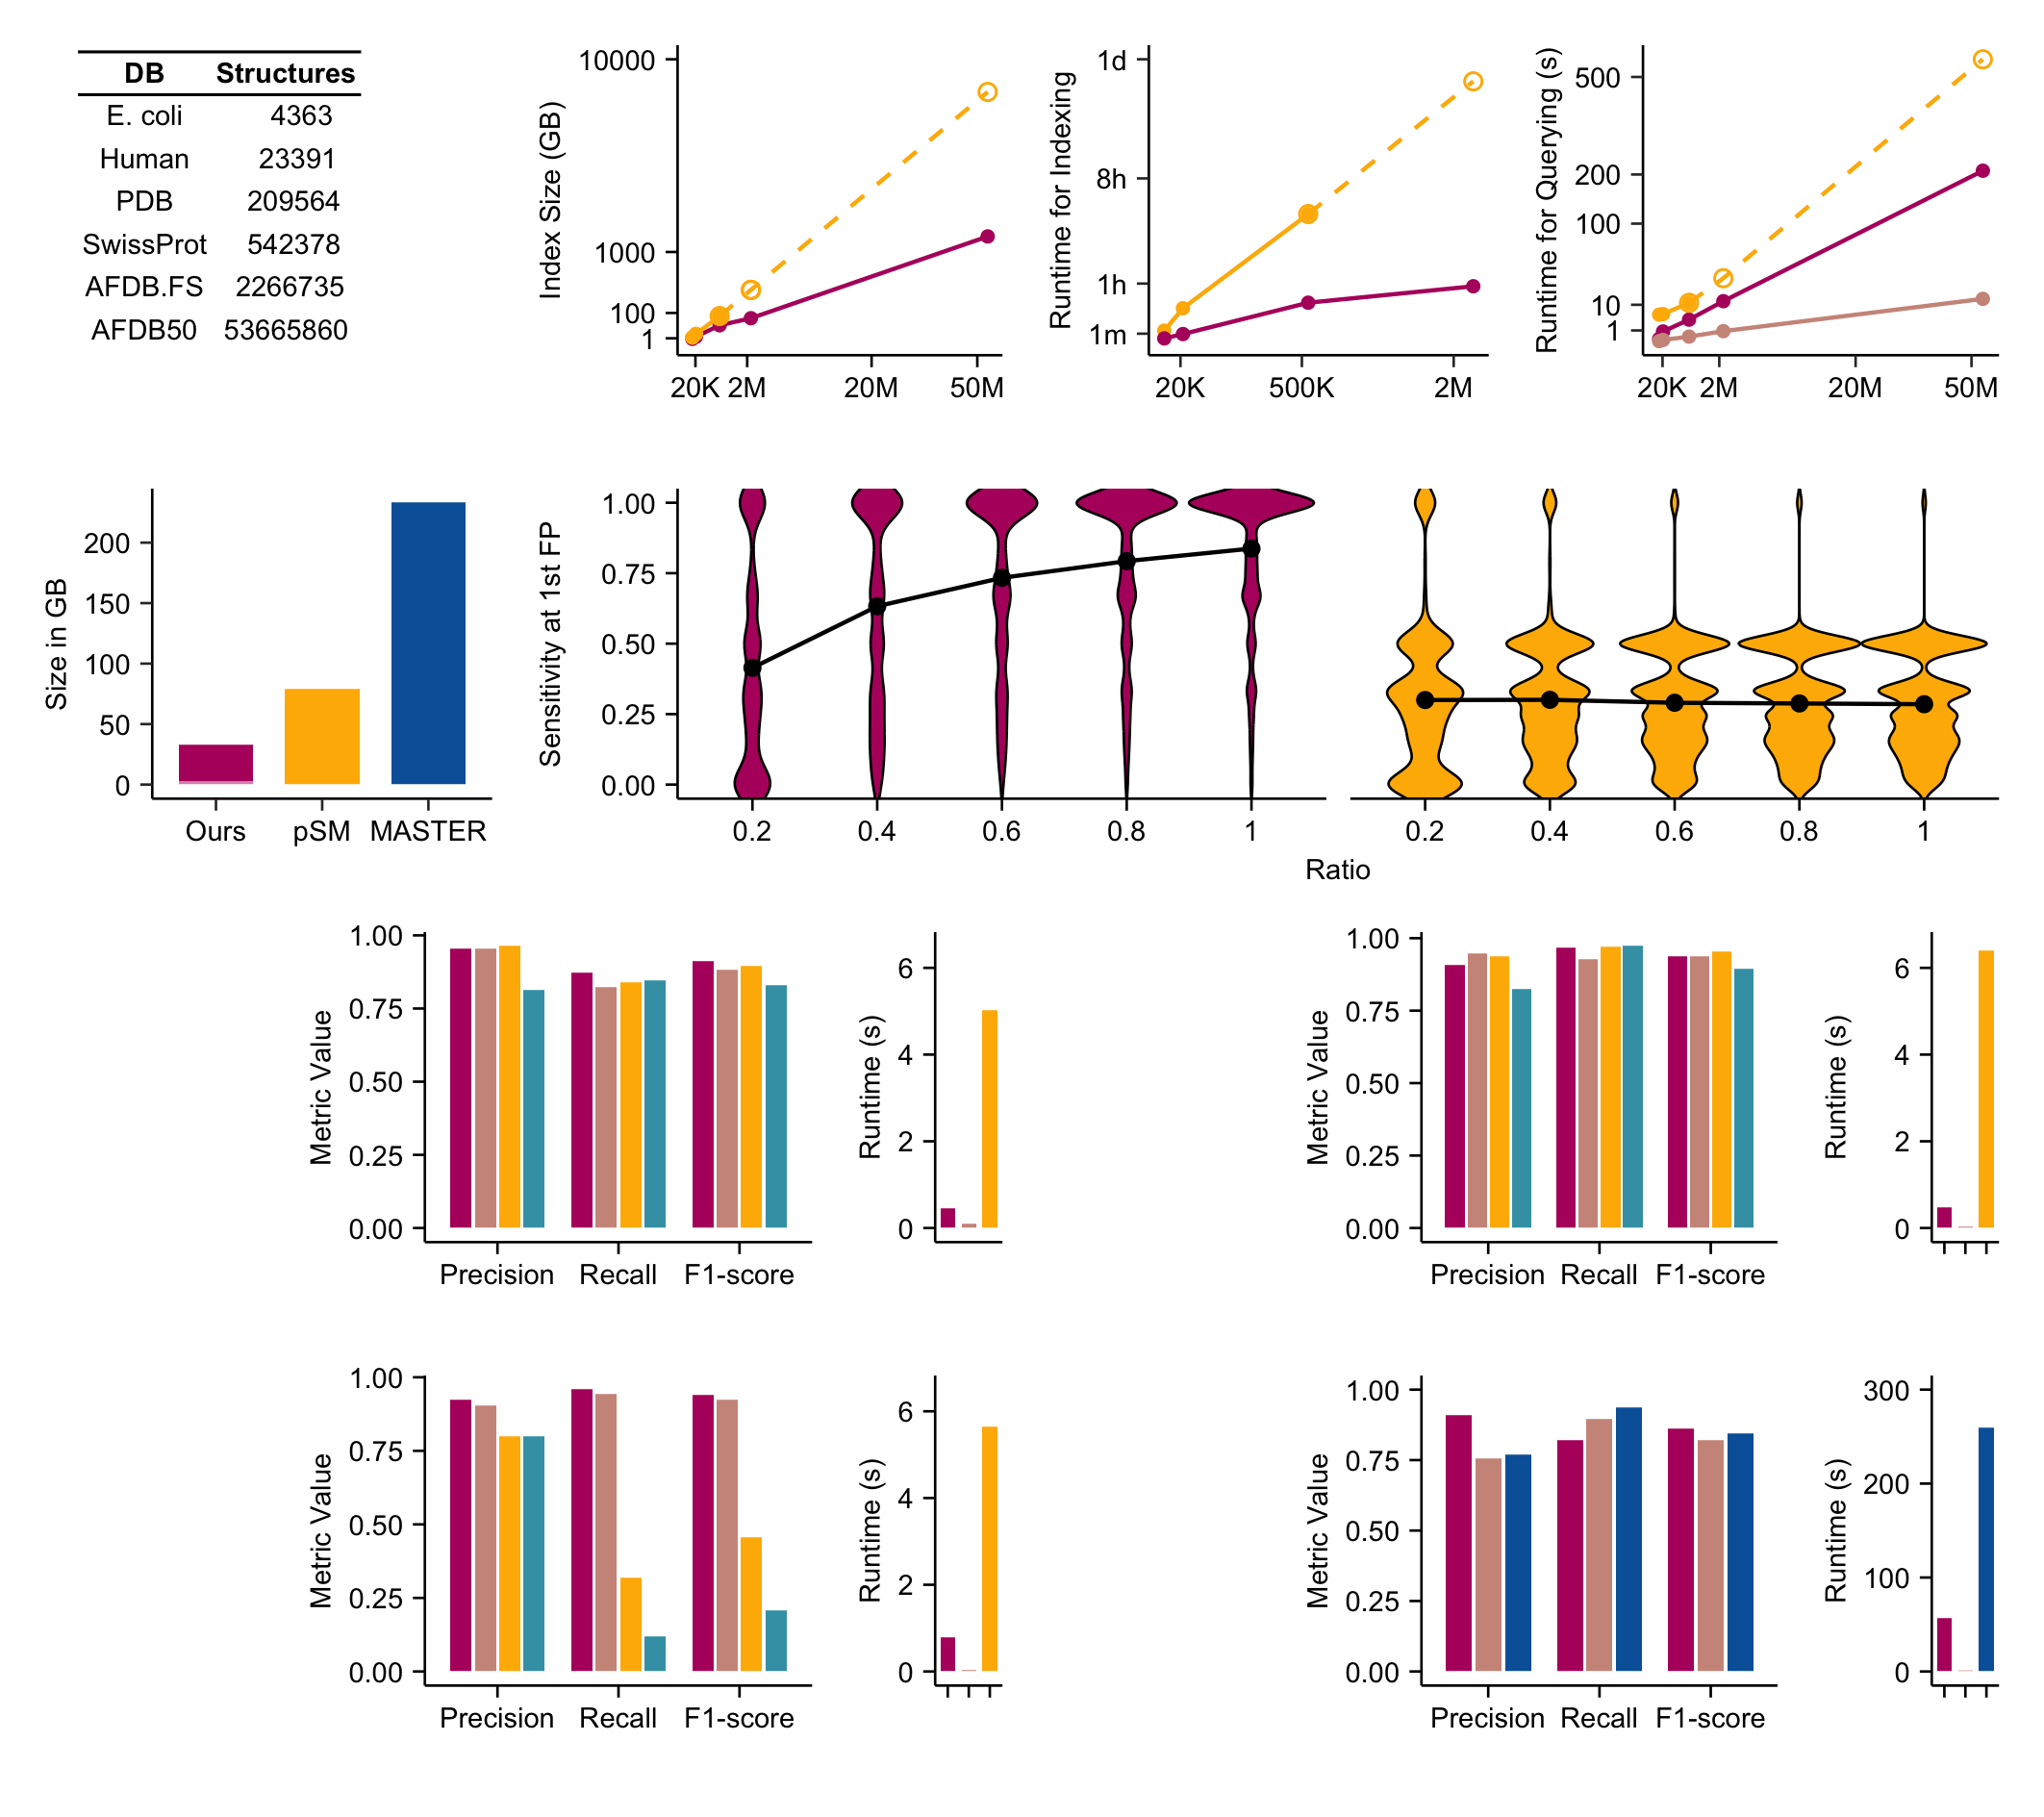 DB Structures
E. coli 4363
Human 23391
PDB 209564
SwissProt 542378
AFDB.FS 2266735
AFDB50 53665860
Index Size (GB)
10000
1000
100
1
20K 2M 20M 50M
Runtime for Indexing
1d
8h
1h
1m
20K 500K 2M
Runtime for Querying (s)
500
200
100
10
1
20K 2M 20M 50M
Size in GB
200
150
100
50
0
Ours pSM MASTER
Sensitivity at 1st FP
1.00
0.75
0.50
0.25
0.00
0.2 0.4 0.6 0.8 1
0.2 0.4 0.6 0.8 1
Ratio
Metric Value
1.00
0.75
0.50
0.25
0.00
Precision Recall F1-score
Runtime (s)
6
4
2
0
Metric Value
1.00
0.75
0.50
0.25
0.00
Precision Recall F1-score
Runtime (s)
6
4
2
0
Metric Value
1.00
0.75
0.50
0.25
0.00
Precision Recall F1-score
Runtime (s)
6
4
2
0
Metric Value
1.00
0.75
0.50
0.25
0.00
Precision Recall F1-score
Runtime (s)
300
200
100
0